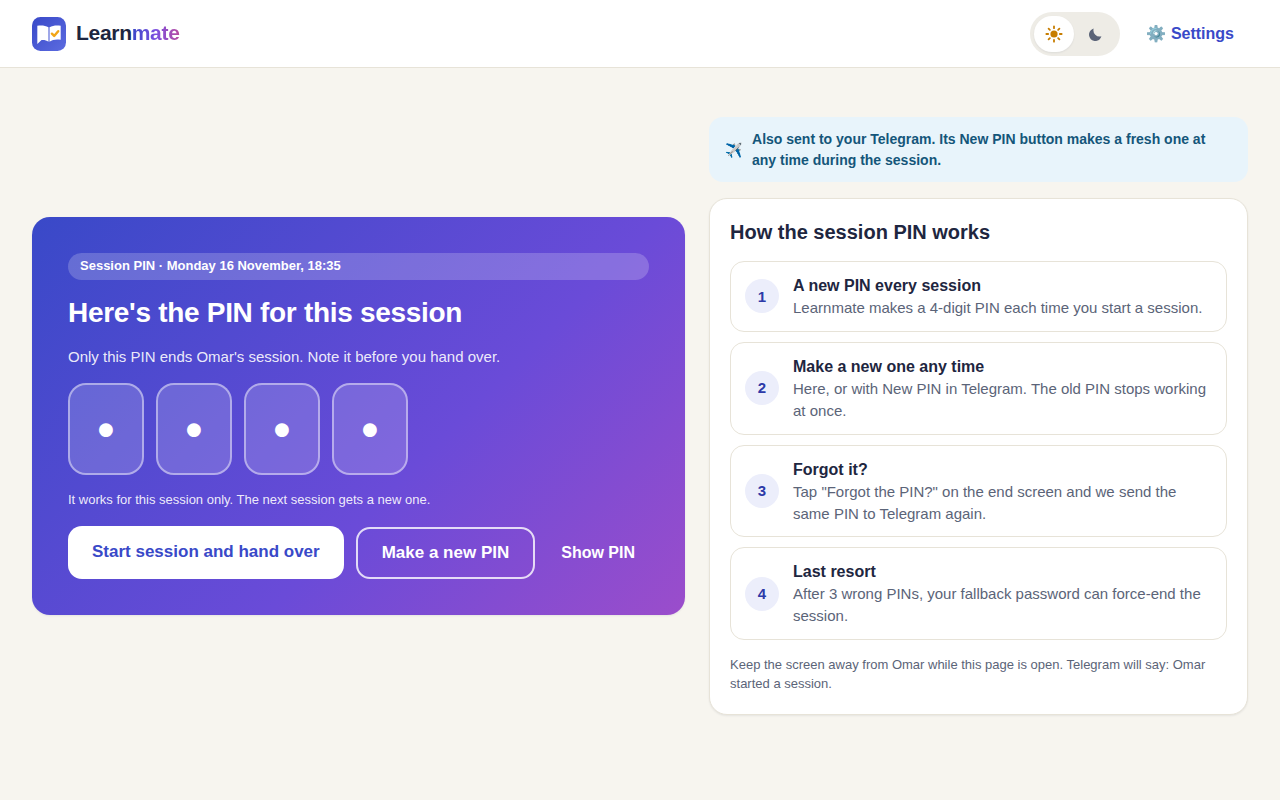 Learnmate
Settings
Session PIN · Monday 16 November, 18:35
Here's the PIN for this session
Only this PIN ends Omar's session. Note it before you hand over.
It works for this session only. The next session gets a new one.
Start session and hand over
Make a new PIN
Show PIN
Also sent to your Telegram. Its New PIN button makes a fresh one at
any time during the session.
How the session PIN works
1
A new PIN every session
Learnmate makes a 4-digit PIN each time you start a session.
2
Make a new one any time
Here, or with New PIN in Telegram. The old PIN stops working
at once.
3
Forgot it?
Tap "Forgot the PIN?" on the end screen and we send the
same PIN to Telegram again.
4
Last resort
After 3 wrong PINs, your fallback password can force-end the
session.
Keep the screen away from Omar while this page is open. Telegram will say: Omar
started a session.